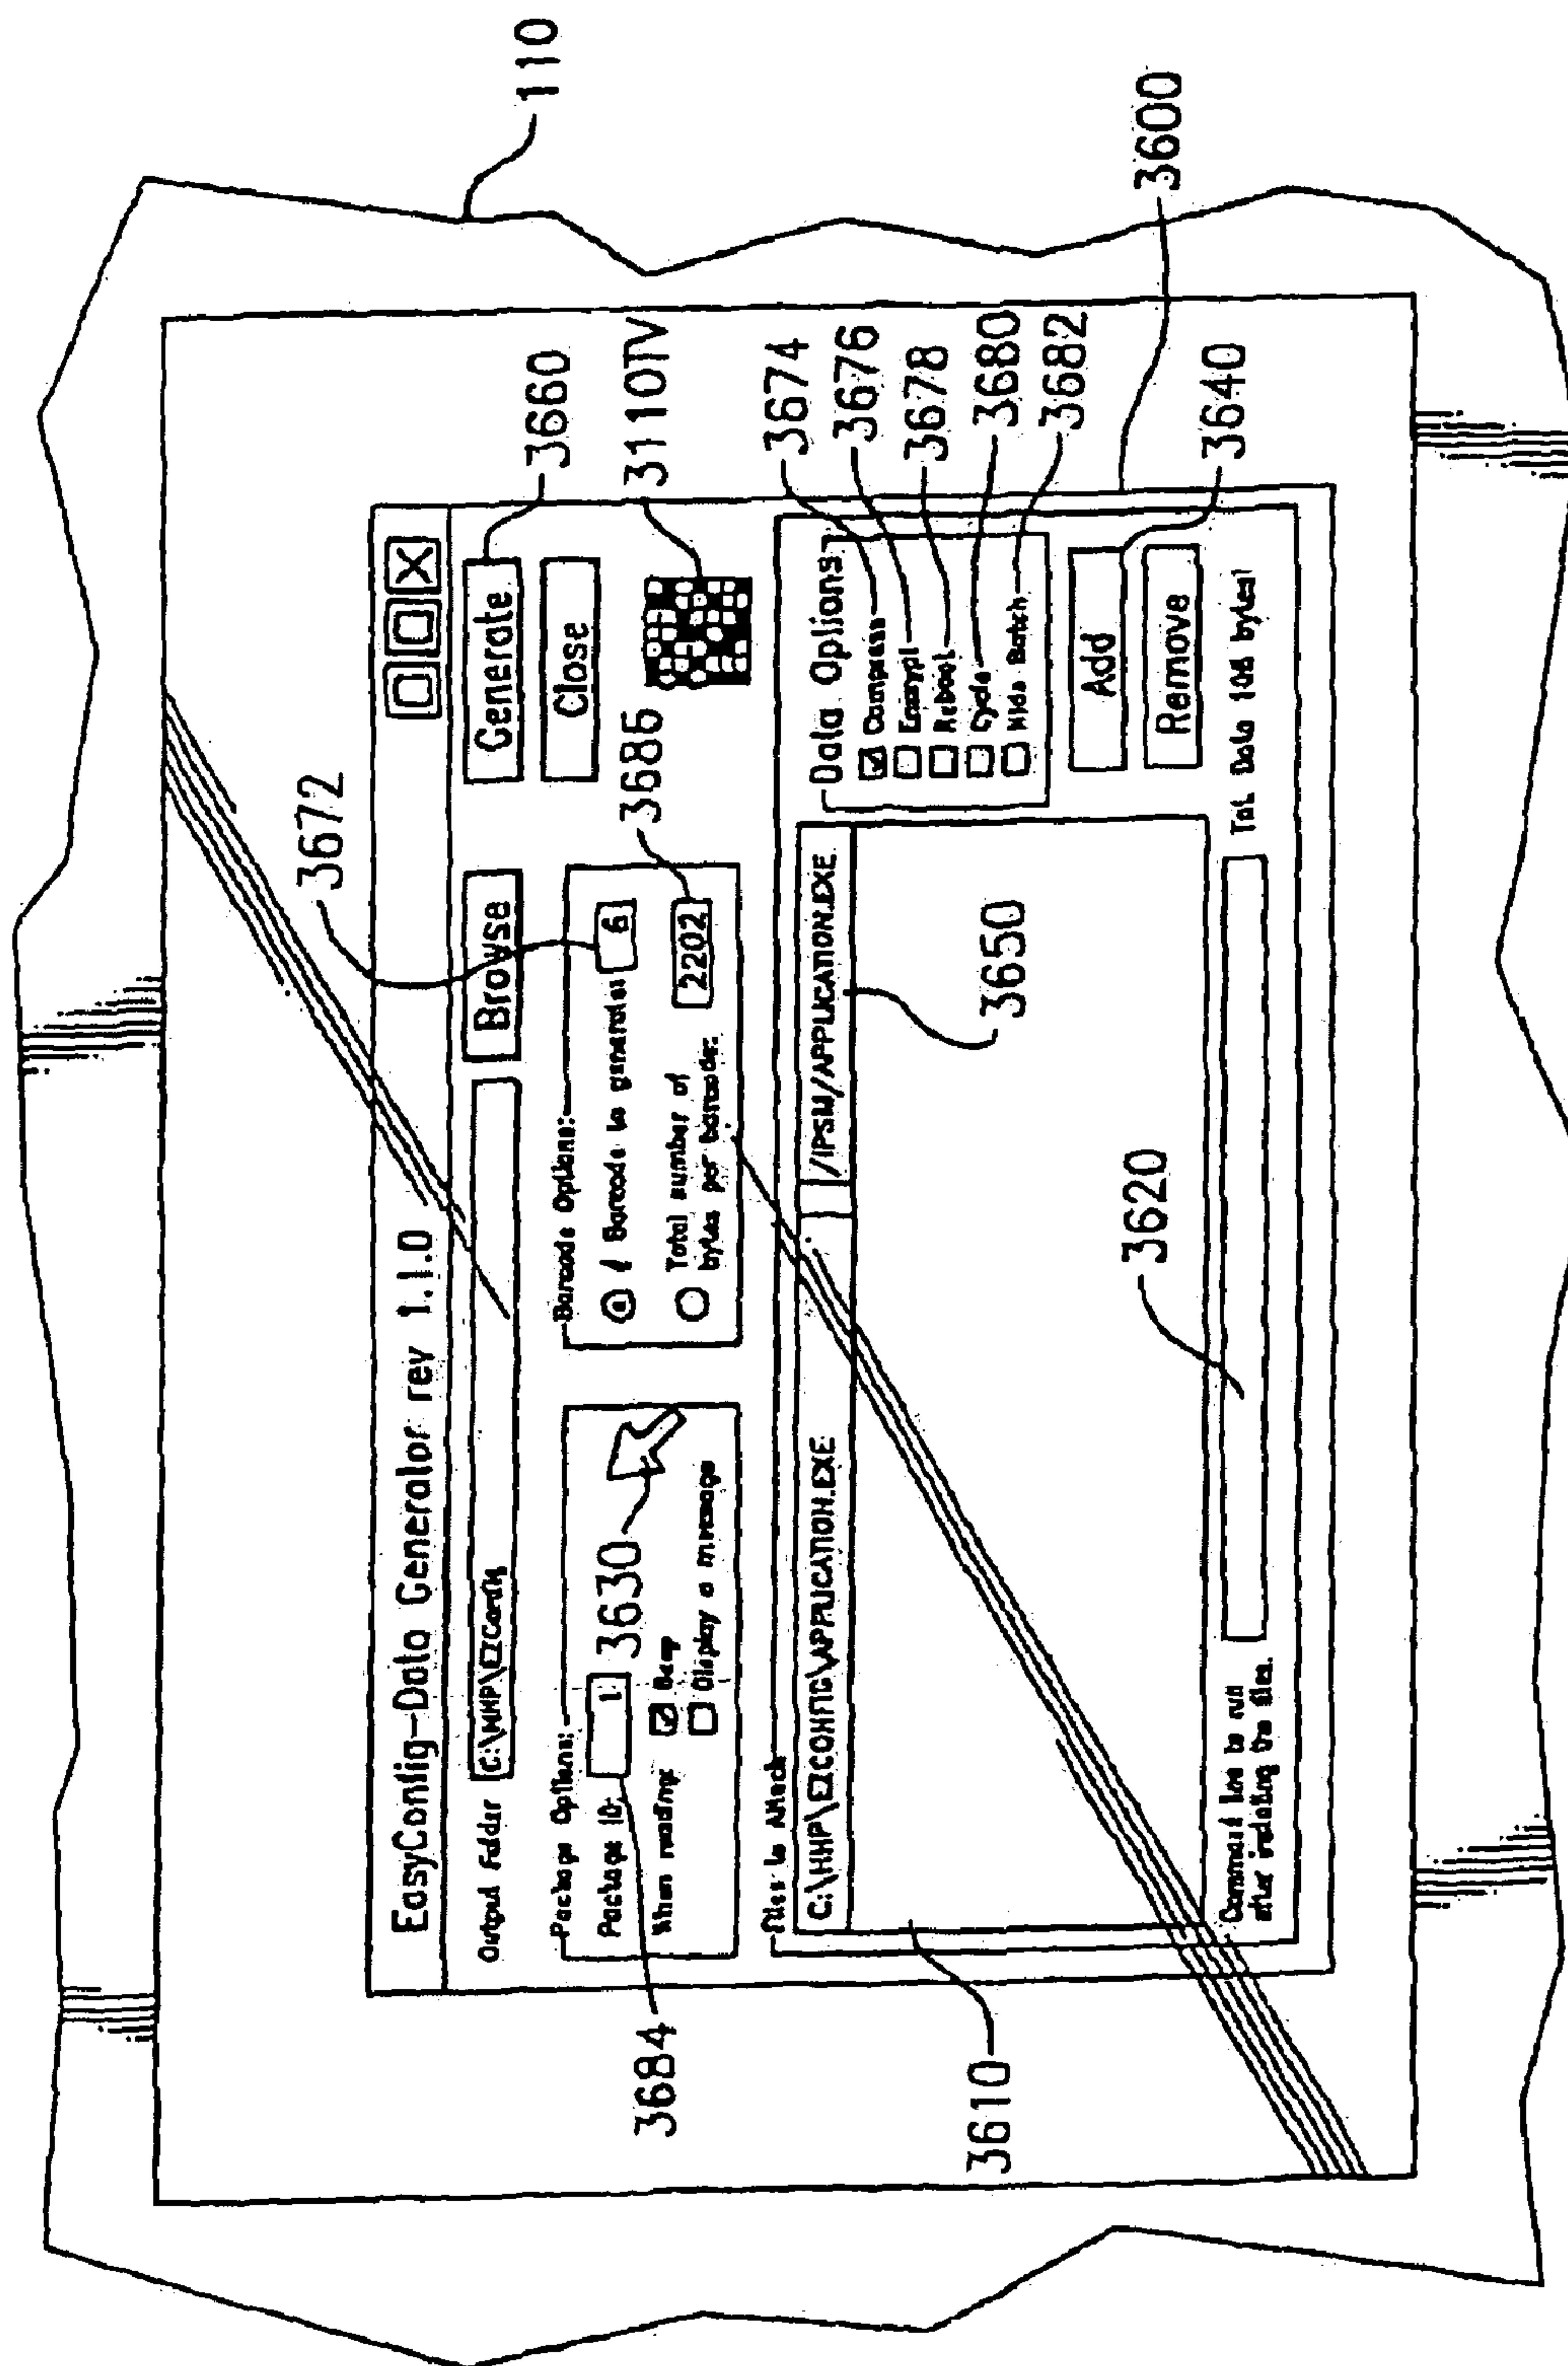 110
3672
3660
3110TV
3686
EasyConfig-Data Generator rev 1.1.0
X
Output Folder
Browse
Generate
Close
Package Options:
Package ID: 1
3630
When reading:
Beep
Display a message
Barcode Options:
# Barcode to generate: 6
Total number of
bytes per barcode: 2202
3684
Files to Attach
C:\HHP\EZCONFIG\APPLICATION.EXE
/IPSM/APPLICATION.EXE
Data Options
Compress
Encrypt
Reboot
Cycle
Hide Batch
3674
3676
3678
3680
3682
3610
3650
Add
Remove
3640
3620
3600
Command line to be run
after installing the files.
Tot. Data 108 bytes